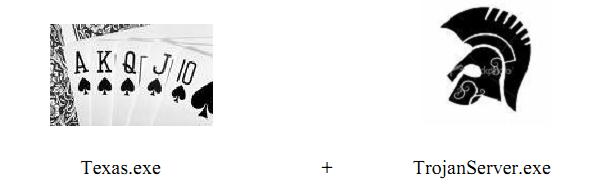 A K Q J 10
Texas.exe + TrojanServer.exe